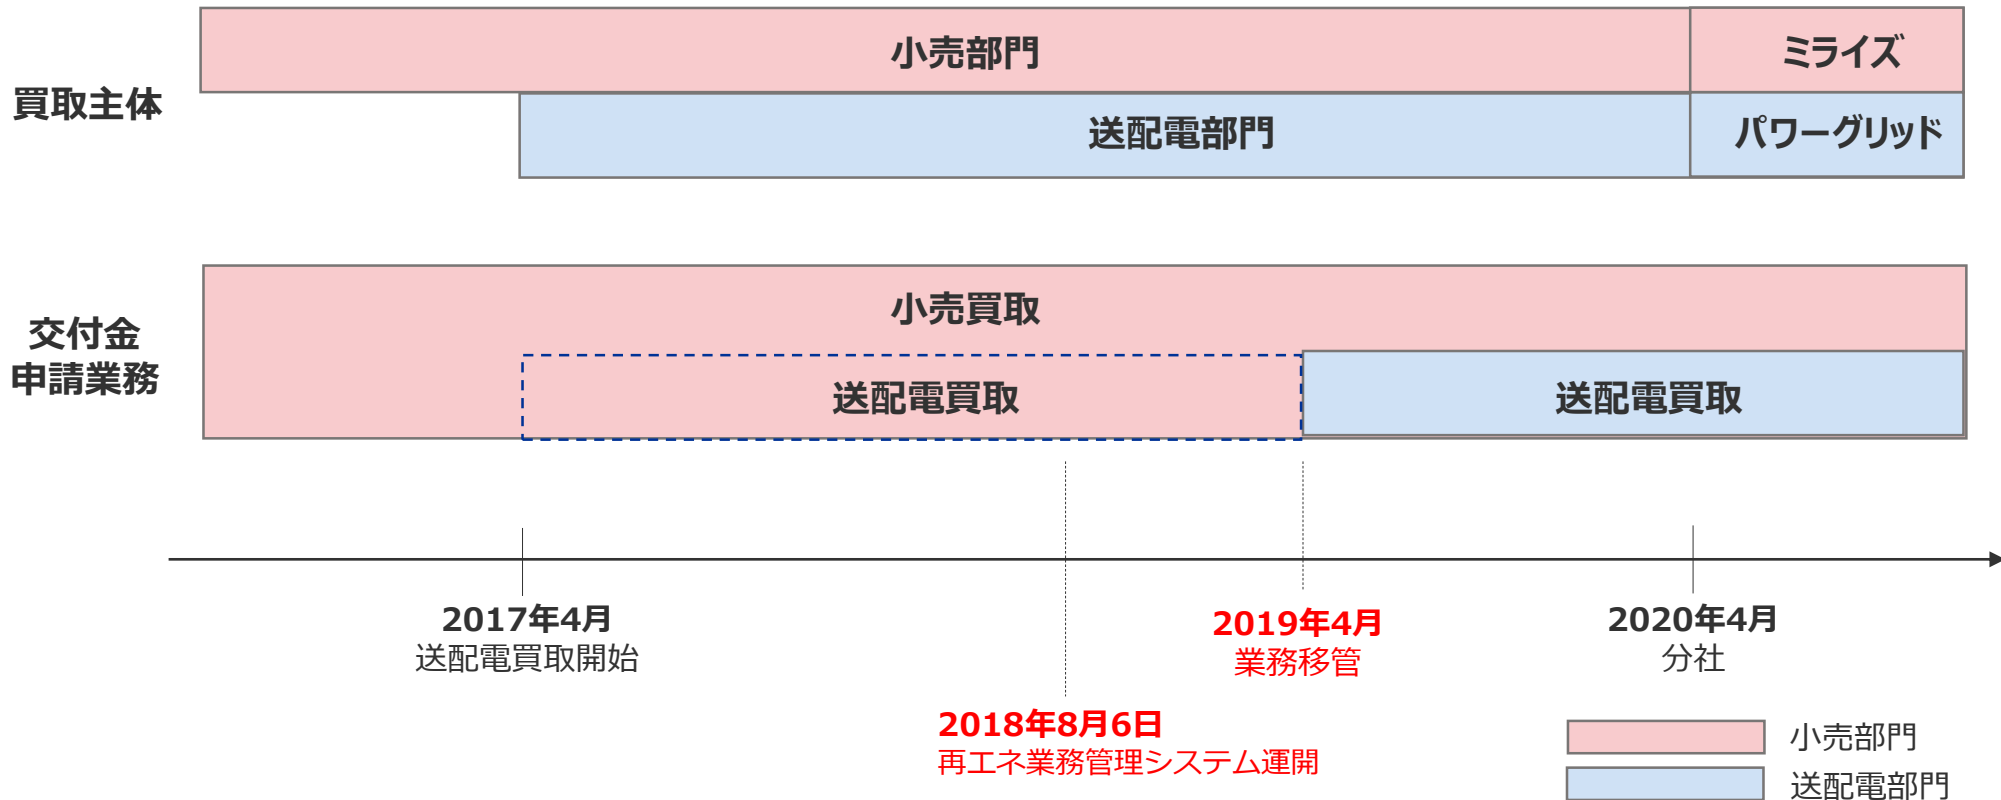 買取主体
小売部門
ミライズ
送配電部門
パワーグリッド
交付金
申請業務
小売買取
送配電買取
送配電買取
2017年4月
送配電買取開始
2018年8月6日
再エネ業務管理システム運開
2019年4月
業務移管
2020年4月
分社
小売部門
送配電部門